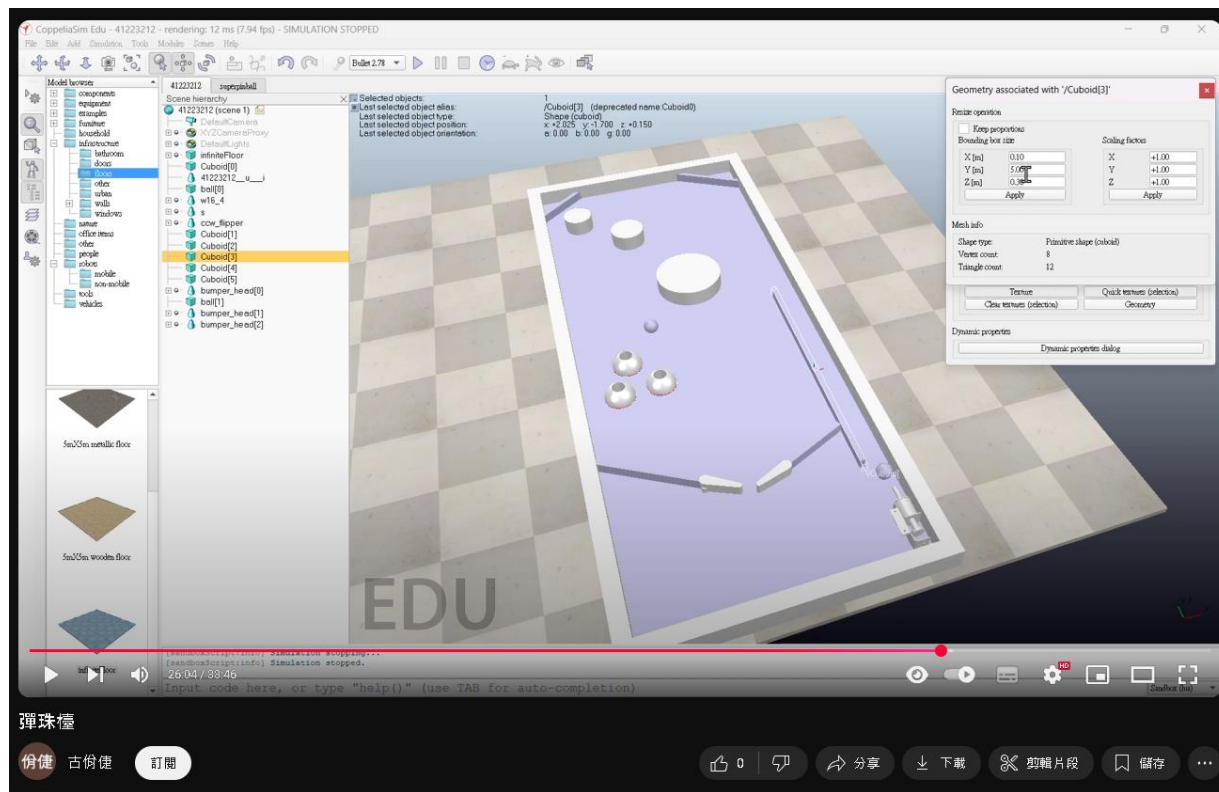 CoppeliaSim Edu - 41223212 - rendering: 12 ms (7.94 fps) - SIMULATION STOPPED
File Edit Add Simulation Tools Modules Scenes Help
Bullet 2.78
Model browser
components
equipment
examples
furniture
household
infrastructure
bathroom
doors
floors
other
urban
walls
windows
nature
office items
other
people
robots
mobile
non-mobile
tools
vehicles
5mX5m metallic floor
5mX5m wooden floor
41223212 superpinball
Scene hierarchy
41223212 (scene 1)
DefaultCamera
XYZCameraProxy
DefaultLights
infiniteFloor
Cuboid[0]
41223212__u___i
ball[0]
w16_4
s
ccw_flipper
Cuboid[1]
Cuboid[2]
Cuboid[3]
Cuboid[4]
Cuboid[5]
bumper_head[0]
ball[1]
bumper_head[1]
bumper_head[2]
Selected objects: 1
Last selected object alias: /Cuboid[3] (deprecated name: Cuboid0)
Last selected object type: Shape (cuboid)
Last selected object position: x: +2.025 y: -1.700 z: +0.150
Last selected object orientation: a: 0.00 b: 0.00 g: 0.00
Geometry associated with '/Cuboid[3]'
Resize operation
Keep proportions
Bounding box size Scaling factors
X [m] 0.10 X +1.00
Y [m] Y +1.00
Z [m] Z +1.00
Apply Apply
Mesh info
Shape type: Primitive shape (cuboid)
Vertex count: 8
Triangle count: 12
Texture Quick textures (selection)
Clear textures (selection) Geometry
Dynamic properties
Dynamic properties dialog
EDU
[sandboxScript:info] Simulation stopping...
[sandboxScript:info] Simulation stopped.
Input code here, or type "help()" (use TAB for auto-completion)
26:04 / 33:46
HD
彈珠檯
古佾倢
訂閱
0
分享
下載
剪輯片段
儲存